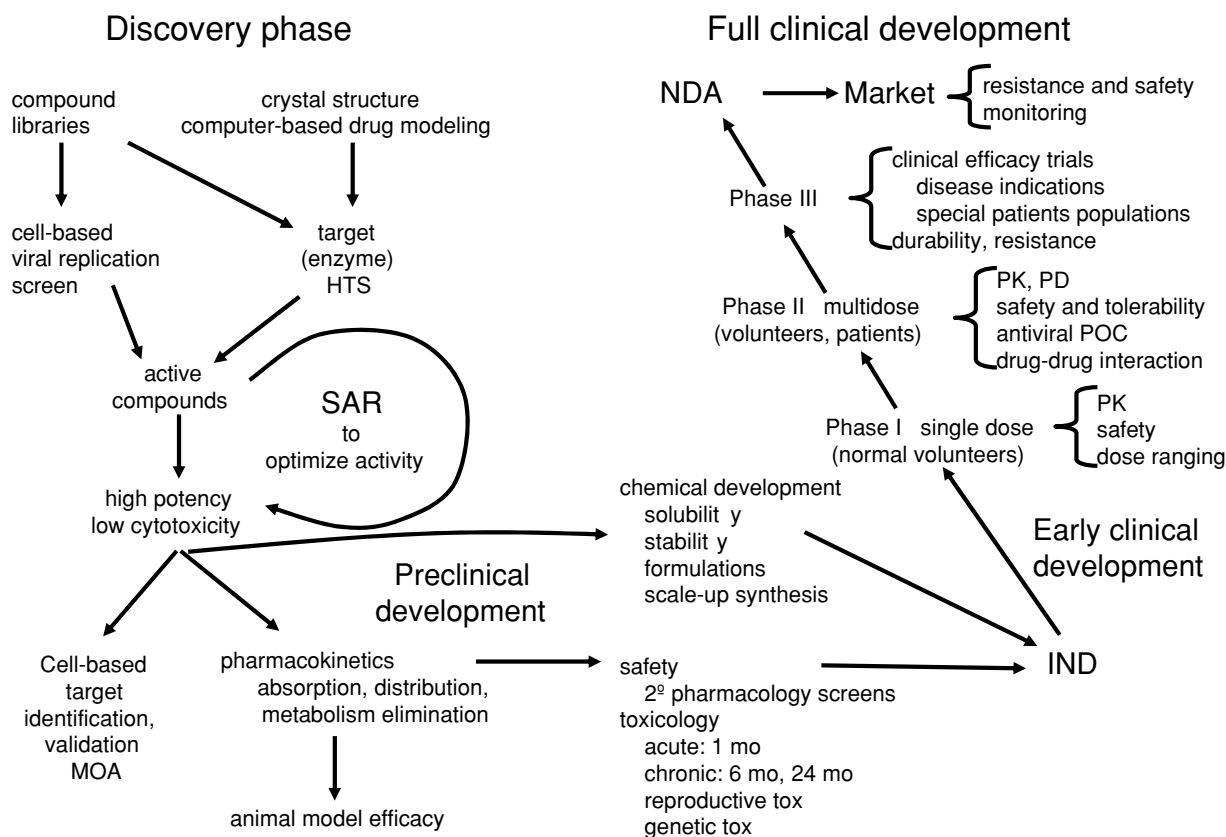 Discovery phase
compound
libraries
crystal structure
computer-based drug modeling
cell-based
viral replication
screen
target
(enzyme)
HTS
active
compounds
SAR
to
optimize activity
high potency
low cytotoxicity
Preclinical
development
Cell-based
target
identification,
validation
MOA
pharmacokinetics
absorption, distribution,
metabolism elimination
animal model efficacy
Full clinical development
NDA
Market
resistance and safety
monitoring
Phase III
clinical efficacy trials
disease indications
special patients populations
durability, resistance
Phase II multidose
(volunteers, patients)
PK, PD
safety and tolerability
antiviral POC
drug-drug interaction
Phase I single dose
(normal volunteers)
PK
safety
dose ranging
chemical development
solubilit y
stabilit y
formulations
scale-up synthesis
Early clinical
development
IND
safety
2º pharmacology screens
toxicology
acute: 1 mo
chronic: 6 mo, 24 mo
reproductive tox
genetic tox